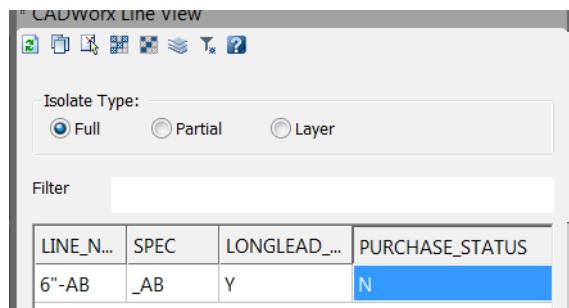 CADWorx Line View
Isolate Type:
Full Partial Layer
Filter
LINE_N... SPEC LONGLEAD_... PURCHASE_STATUS
6"-AB _AB Y N